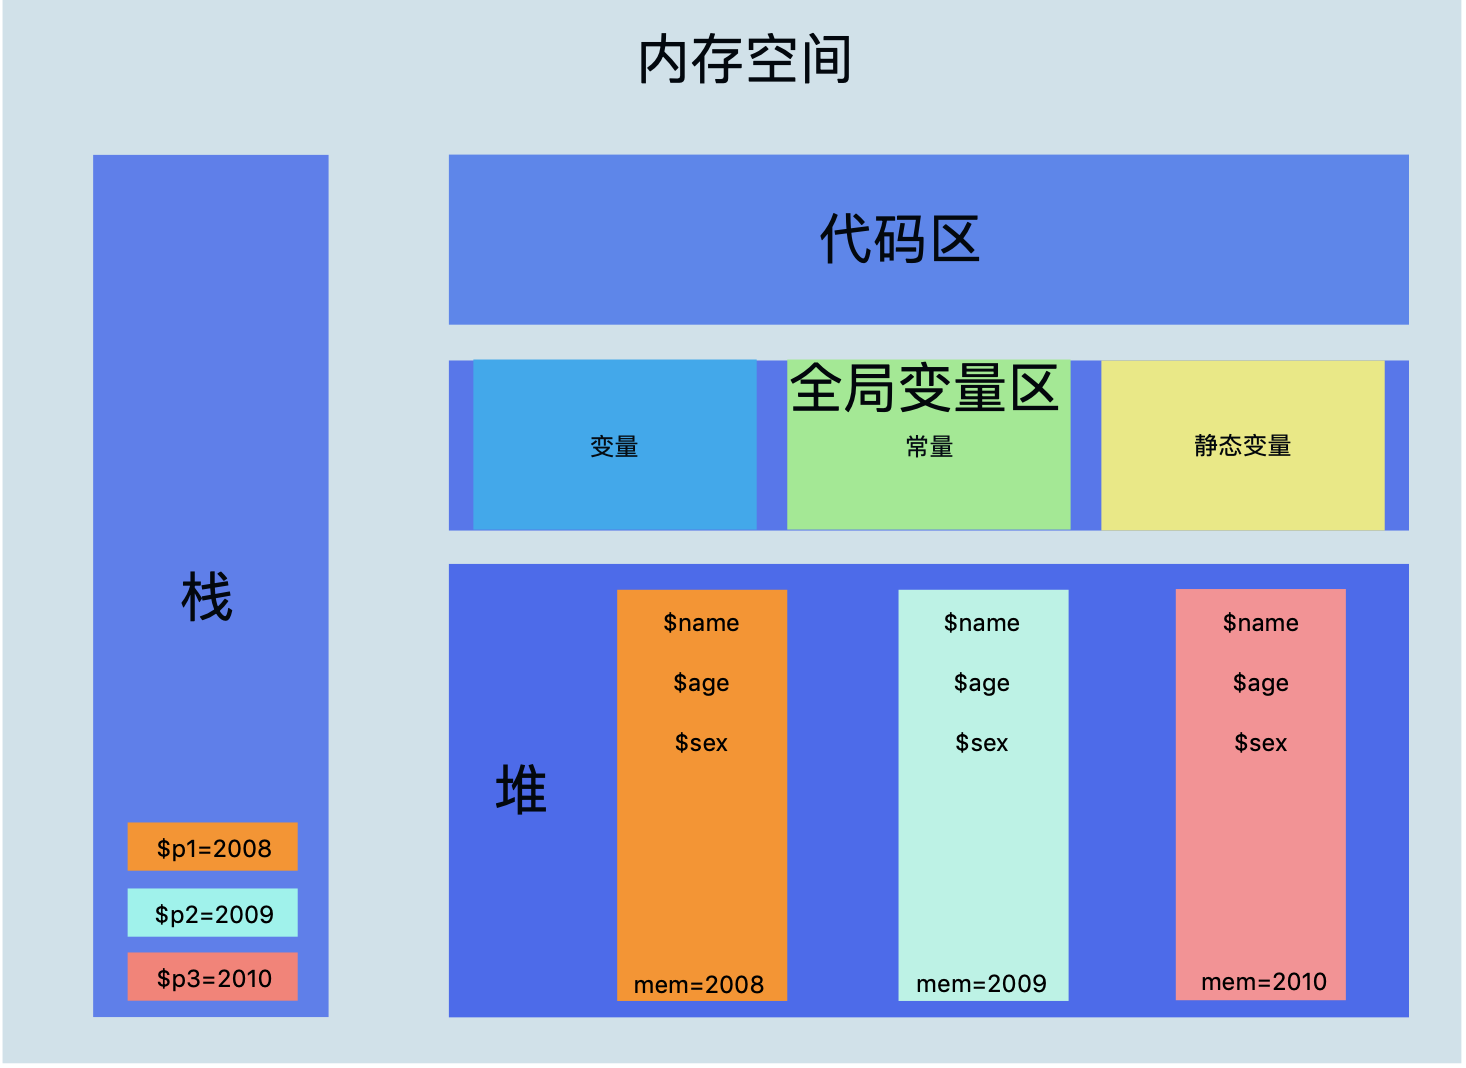 内存空间
代码区
全局变量区
变量
常量
静态变量
栈
$p1=2008
$p2=2009
$p3=2010
堆
$name
$age
$sex
mem=2008
$name
$age
$sex
mem=2009
$name
$age
$sex
mem=2010